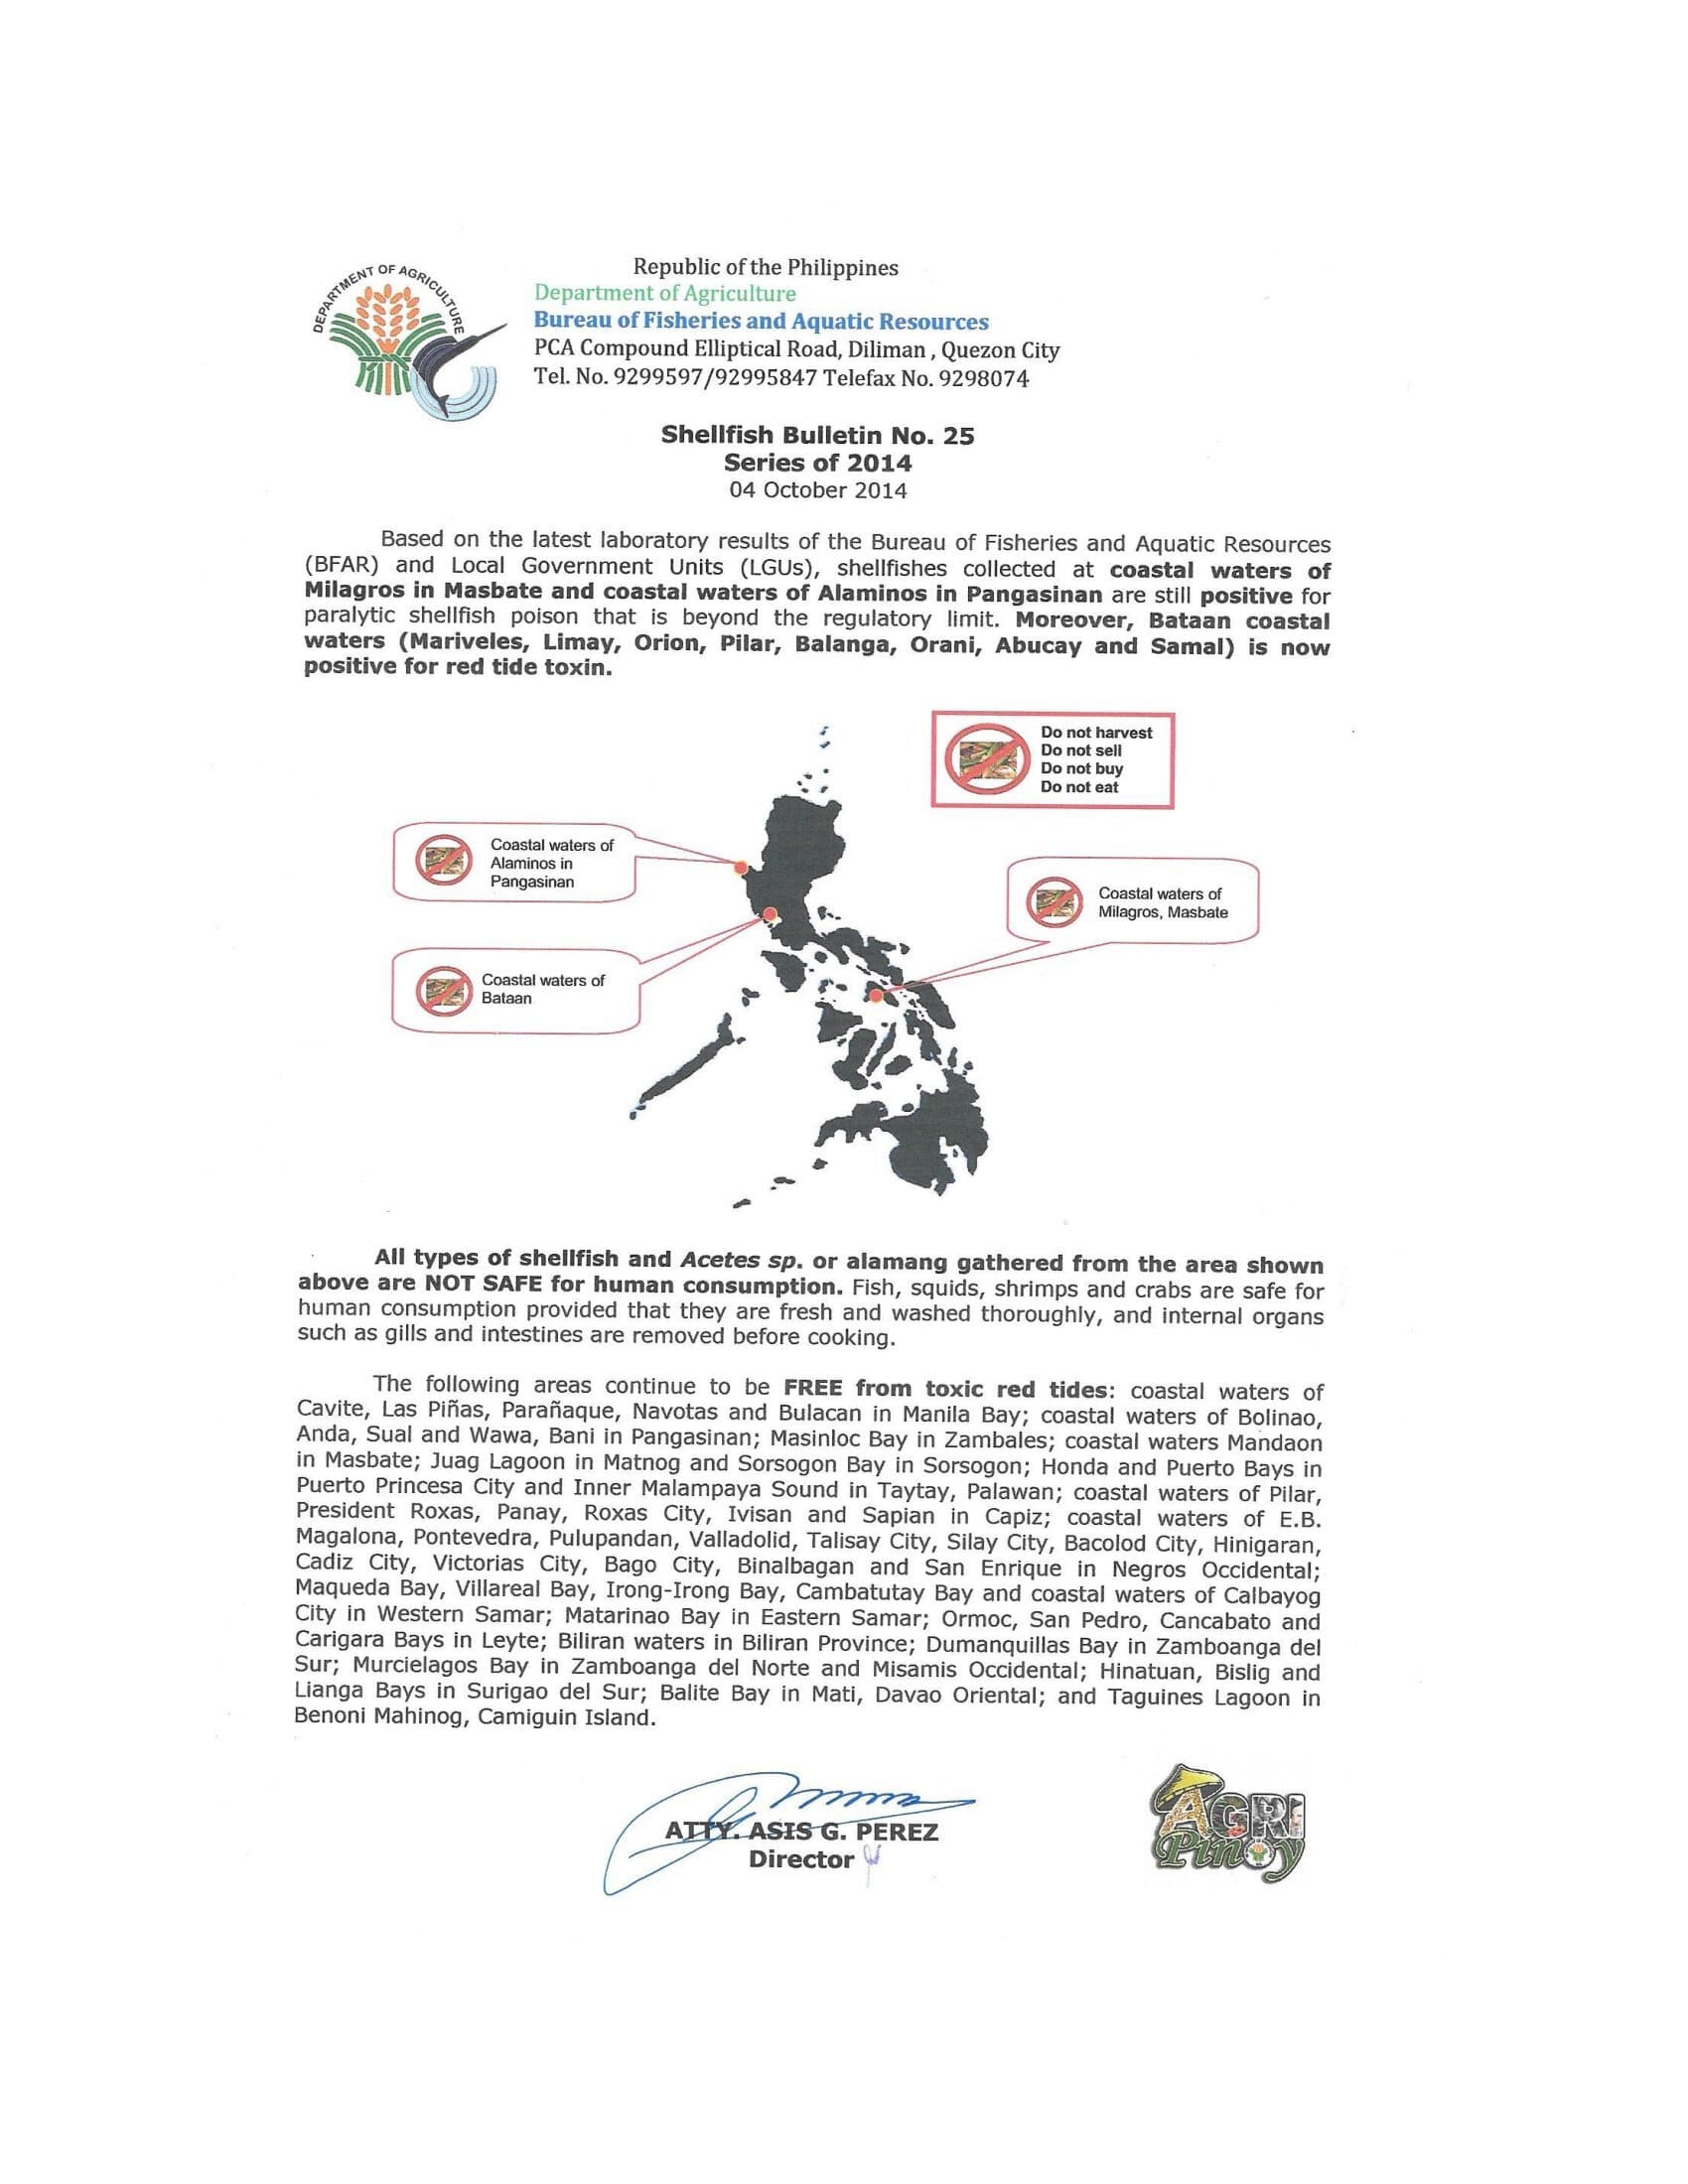 DEPARTMENT OF AGRICULTURE
Republic of the Philippines
Department of Agriculture
Bureau of Fisheries and Aquatic Resources
PCA Compound Elliptical Road, Diliman , Quezon City
Tel. No. 9299597/92995847 Telefax No. 9298074
Shellfish Bulletin No. 25
Series of 2014
04 October 2014
Based on the latest laboratory results of the Bureau of Fisheries and Aquatic Resources
(BFAR) and Local Government Units (LGUs), shellfishes collected at coastal waters of
Milagros in Masbate and coastal waters of Alaminos in Pangasinan are still positive for
paralytic shellfish poison that is beyond the regulatory limit. Moreover, Bataan coastal
waters (Mariveles, Limay, Orion, Pilar, Balanga, Orani, Abucay and Samal) is now
positive for red tide toxin.
Do not harvest
Do not sell
Do not buy
Do not eat
Coastal waters of
Alaminos in
Pangasinan
Coastal waters of
Milagros, Masbate
Coastal waters of
Bataan
All types of shellfish and Acetes sp. or alamang gathered from the area shown
above are NOT SAFE for human consumption. Fish, squids, shrimps and crabs are safe for
human consumption provided that they are fresh and washed thoroughly, and internal organs
such as gills and intestines are removed before cooking.
The following areas continue to be FREE from toxic red tides: coastal waters of
Cavite, Las Piñas, Parañaque, Navotas and Bulacan in Manila Bay; coastal waters of Bolinao,
Anda, Sual and Wawa, Bani in Pangasinan; Masinloc Bay in Zambales; coastal waters Mandaon
in Masbate; Juag Lagoon in Matnog and Sorsogon Bay in Sorsogon; Honda and Puerto Bays in
Puerto Princesa City and Inner Malampaya Sound in Taytay, Palawan; coastal waters of Pilar,
President Roxas, Panay, Roxas City, Ivisan and Sapian in Capiz; coastal waters of E.B.
Magalona, Pontevedra, Pulupandan, Valladolid, Talisay City, Silay City, Bacolod City, Hinigaran,
Cadiz City, Victorias City, Bago City, Binalbagan and San Enrique in Negros Occidental;
Maqueda Bay, Villareal Bay, Irong-Irong Bay, Cambatutay Bay and coastal waters of Calbayog
City in Western Samar; Matarinao Bay in Eastern Samar; Ormoc, San Pedro, Cancabato and
Carigara Bays in Leyte; Biliran waters in Biliran Province; Dumanquillas Bay in Zamboanga del
Sur; Murcielagos Bay in Zamboanga del Norte and Misamis Occidental; Hinatuan, Bislig and
Lianga Bays in Surigao del Sur; Balite Bay in Mati, Davao Oriental; and Taguines Lagoon in
Benoni Mahinog, Camiguin Island.
ATTY. ASIS G. PEREZ
Director
AGRI
Pinoy